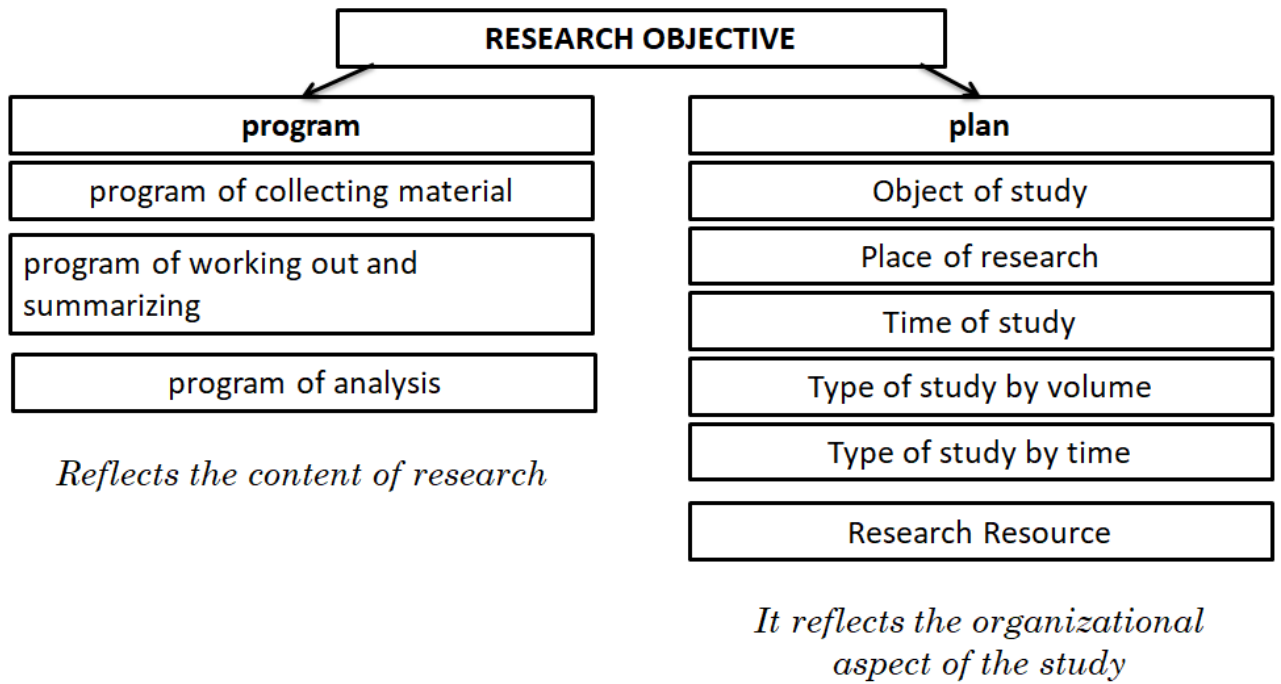 RESEARCH OBJECTIVE
program
program of collecting material
program of working out and
summarizing
program of analysis
Reflects the content of research
plan
Object of study
Place of research
Time of study
Type of study by volume
Type of study by time
Research Resource
It reflects the organizational
aspect of the study